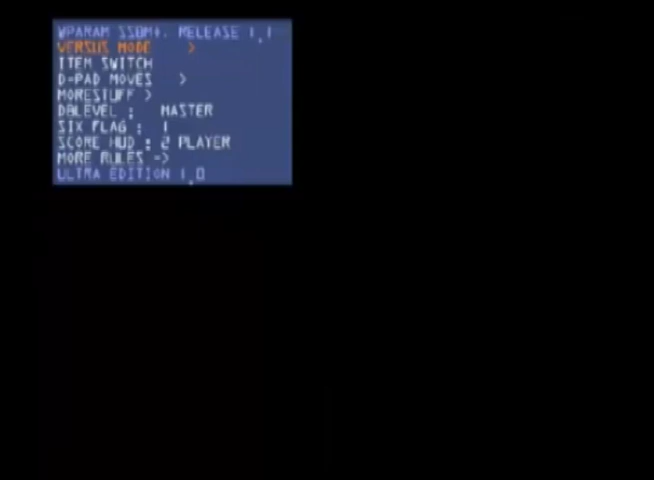 WPARAM SSBM+. RELEASE 1.1
VERSUS MODE >
ITEM SWITCH
D=PAD MOVES >
MORESTUFF >
DBLEVEL : MASTER
SIX FLAG : 1
SCORE HUD : 2 PLAYER
MORE RULES =>
ULTRA EDITION 1.0